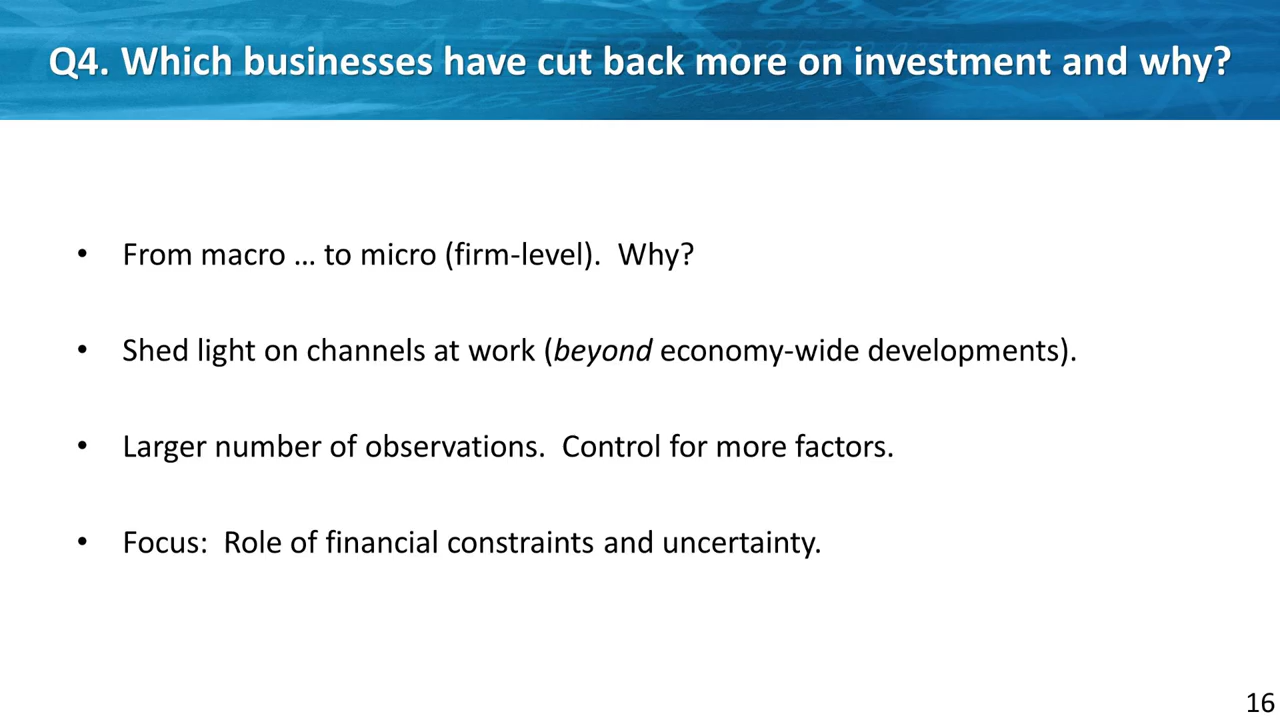 Q4. Which businesses have cut back more on investment and why?
• From macro … to micro (firm-level).  Why?
• Shed light on channels at work (beyond economy-wide developments).
• Larger number of observations.  Control for more factors.
• Focus:  Role of financial constraints and uncertainty.
16